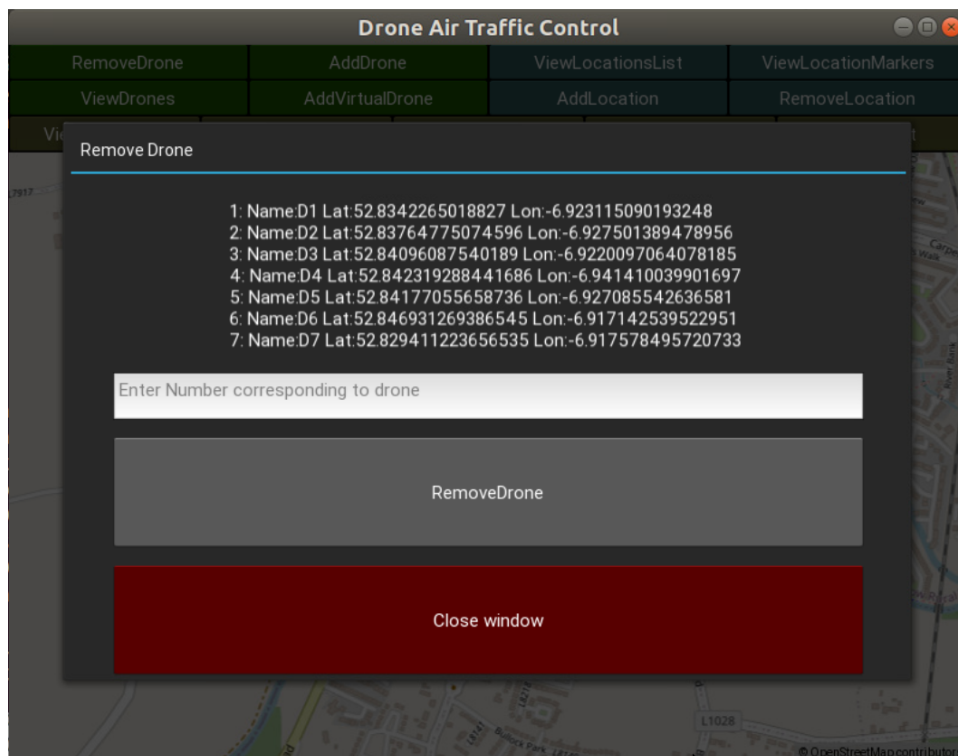 Drone Air Traffic Control
RemoveDrone AddDrone ViewLocationsList ViewLocationMarkers
ViewDrones AddVirtualDrone AddLocation RemoveLocation
Remove Drone
L7917
1: Name:D1 Lat:52.8342265018827 Lon:-6.923115090193248
2: Name:D2 Lat:52.83764775074596 Lon:-6.927501389478956
3: Name:D3 Lat:52.84096087540189 Lon:-6.9220097064078185
4: Name:D4 Lat:52.842319288441686 Lon:-6.941410039901697
5: Name:D5 Lat:52.84177055658736 Lon:-6.927085542636581
6: Name:D6 Lat:52.846931269386545 Lon:-6.917142539522951
7: Name:D7 Lat:52.829411223656535 Lon:-6.917578495720733
Enter Number corresponding to drone
RemoveDrone
Close window
L1028
Bullock Park
© OpenStreetMap contributor